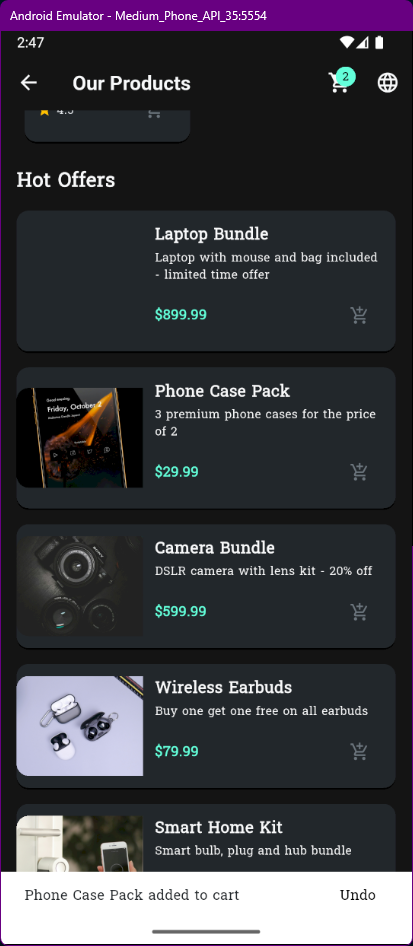 Android Emulator - Medium_Phone_API_35:5554
2:47
Our Products
2
4.5
Hot Offers
Laptop Bundle
Laptop with mouse and bag included
- limited time offer
$899.99
Phone Case Pack
3 premium phone cases for the price
of 2
$29.99
Friday, October 2
Camera Bundle
DSLR camera with lens kit - 20% off
$599.99
Wireless Earbuds
Buy one get one free on all earbuds
$79.99
Smart Home Kit
Smart bulb, plug and hub bundle
Phone Case Pack added to cart
Undo